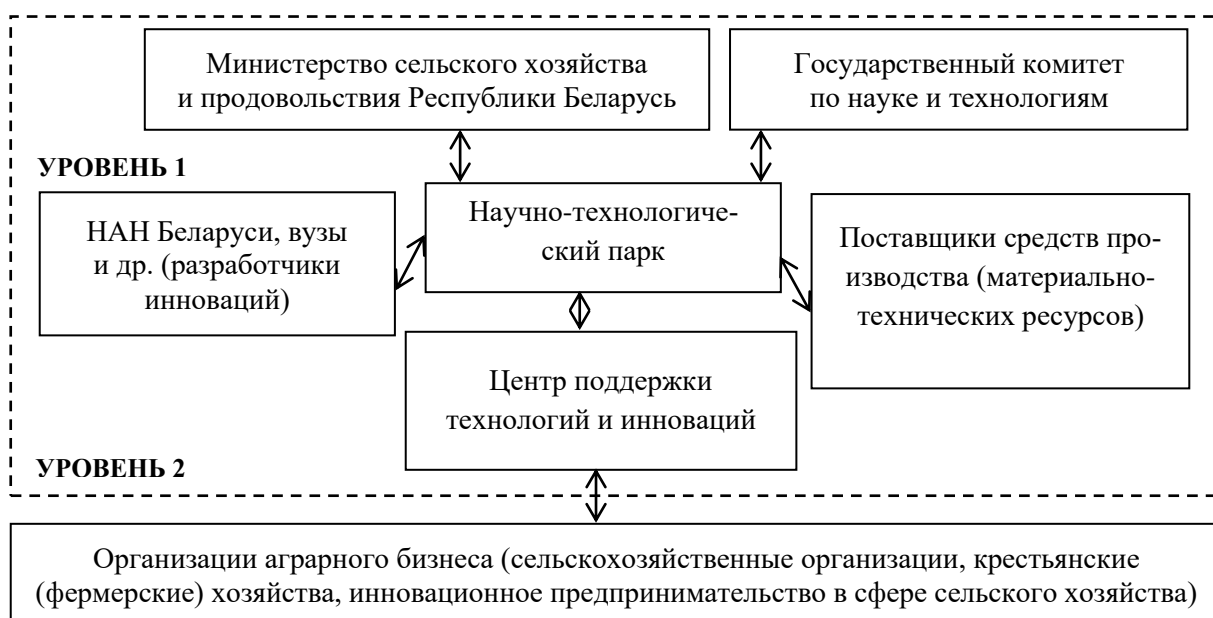 Министерство сельского хозяйства
и продовольствия Республики Беларусь
Государственный комитет
по науке и технологиям
УРОВЕНЬ 1
НАН Беларуси, вузы
и др. (разработчики
инноваций)
Научно-технологиче-
ский парк
Поставщики средств про-
изводства (материально-
технических ресурсов)
Центр поддержки
технологий и инноваций
УРОВЕНЬ 2
Организации аграрного бизнеса (сельскохозяйственные организации, крестьянские
(фермерские) хозяйства, инновационное предпринимательство в сфере сельского хозяйства)